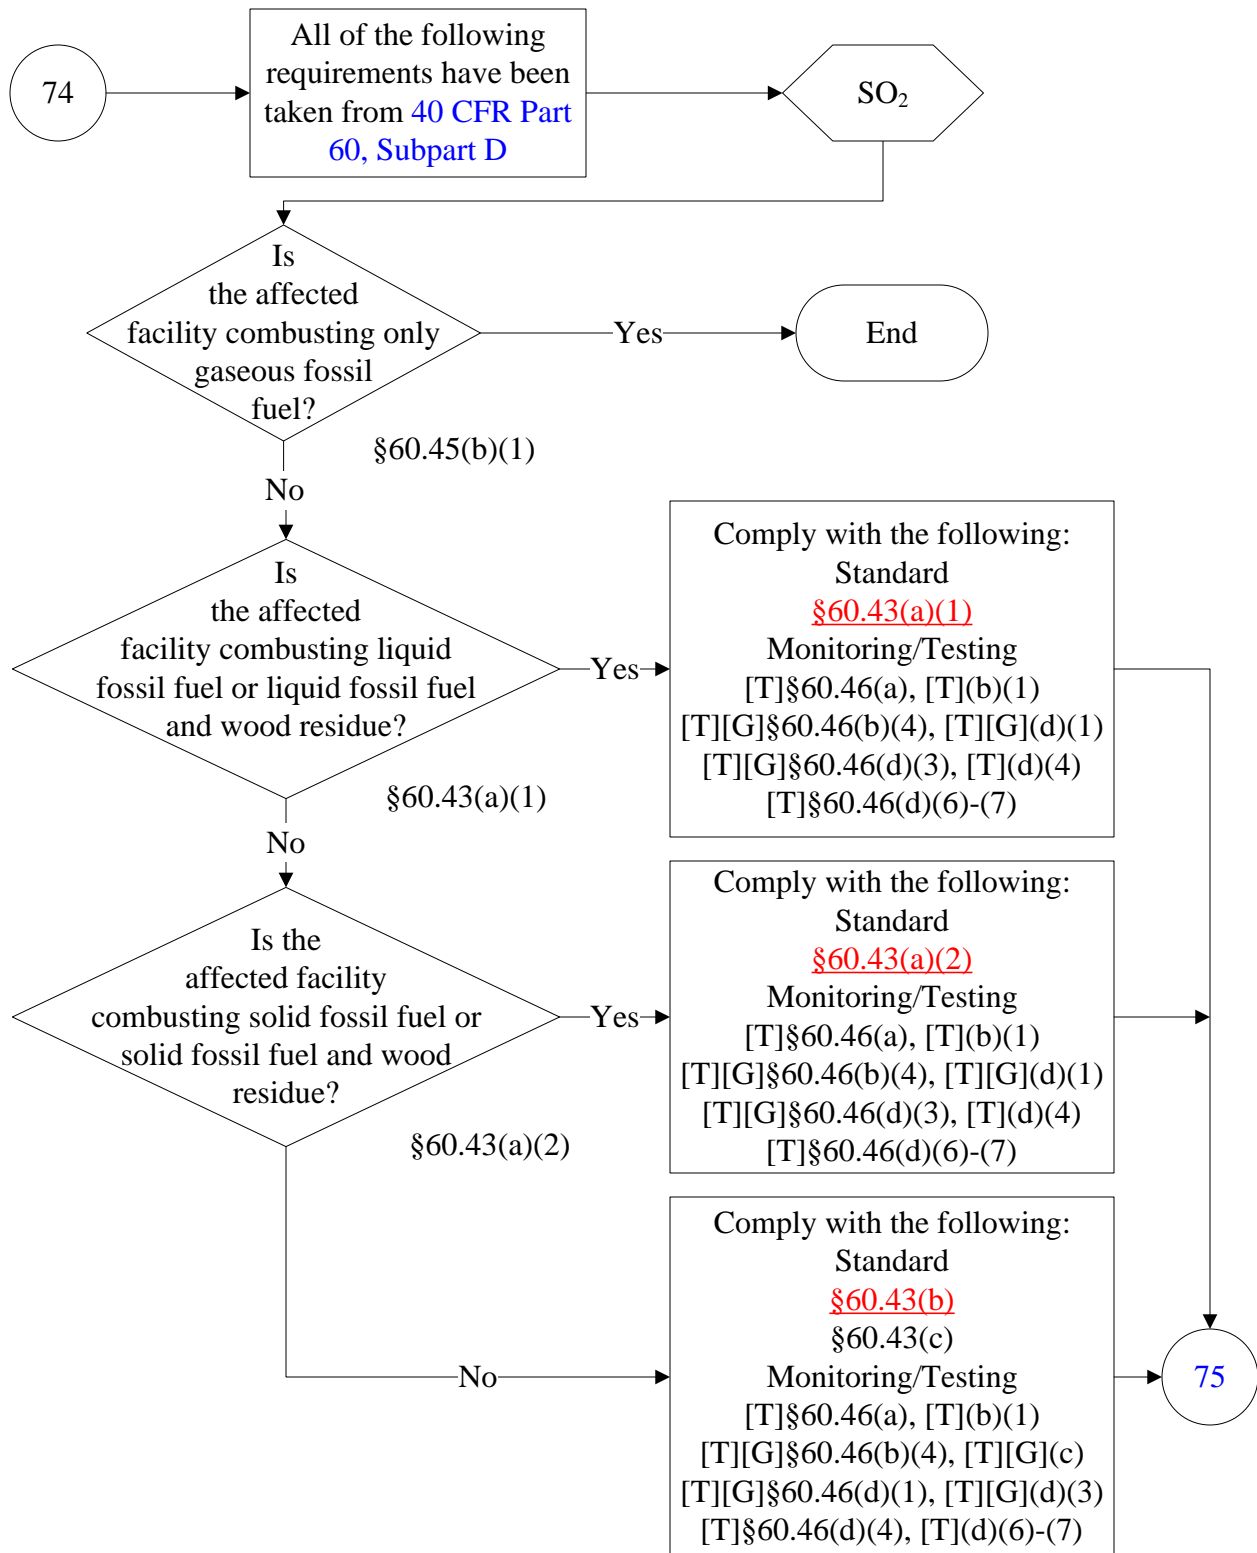 74
All of the following
requirements have been
taken from 40 CFR Part
60, Subpart D
SO₂
Is
the affected
facility combusting only
gaseous fossil
fuel?
Yes
End
§60.45(b)(1)
No
Is
the affected
facility combusting liquid
fossil fuel or liquid fossil fuel
and wood residue?
Yes
Comply with the following:
Standard
§60.43(a)(1)
Monitoring/Testing
[T]§60.46(a), [T](b)(1)
[T][G]§60.46(b)(4), [T][G](d)(1)
[T][G]§60.46(d)(3), [T](d)(4)
[T]§60.46(d)(6)-(7)
§60.43(a)(1)
No
Is the
affected facility
combusting solid fossil fuel or
solid fossil fuel and wood
residue?
Yes
Comply with the following:
Standard
§60.43(a)(2)
Monitoring/Testing
[T]§60.46(a), [T](b)(1)
[T][G]§60.46(b)(4), [T][G](d)(1)
[T][G]§60.46(d)(3), [T](d)(4)
[T]§60.46(d)(6)-(7)
§60.43(a)(2)
No
Comply with the following:
Standard
§60.43(b)
§60.43(c)
Monitoring/Testing
[T]§60.46(a), [T](b)(1)
[T][G]§60.46(b)(4), [T][G](c)
[T][G]§60.46(d)(1), [T][G](d)(3)
[T]§60.46(d)(4), [T](d)(6)-(7)
75